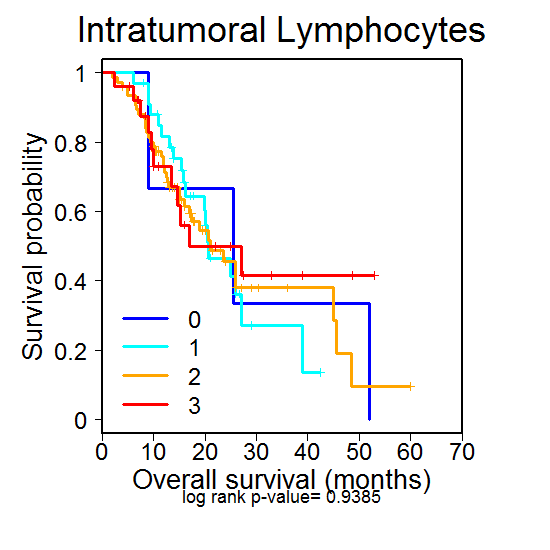 Intratumoral Lymphocytes
Survival probability
1
0.8
0.6
0.4
0.2
0
0
1
2
3
0 10 20 30 40 50 60 70
Overall survival (months)
log rank p-value= 0.9385